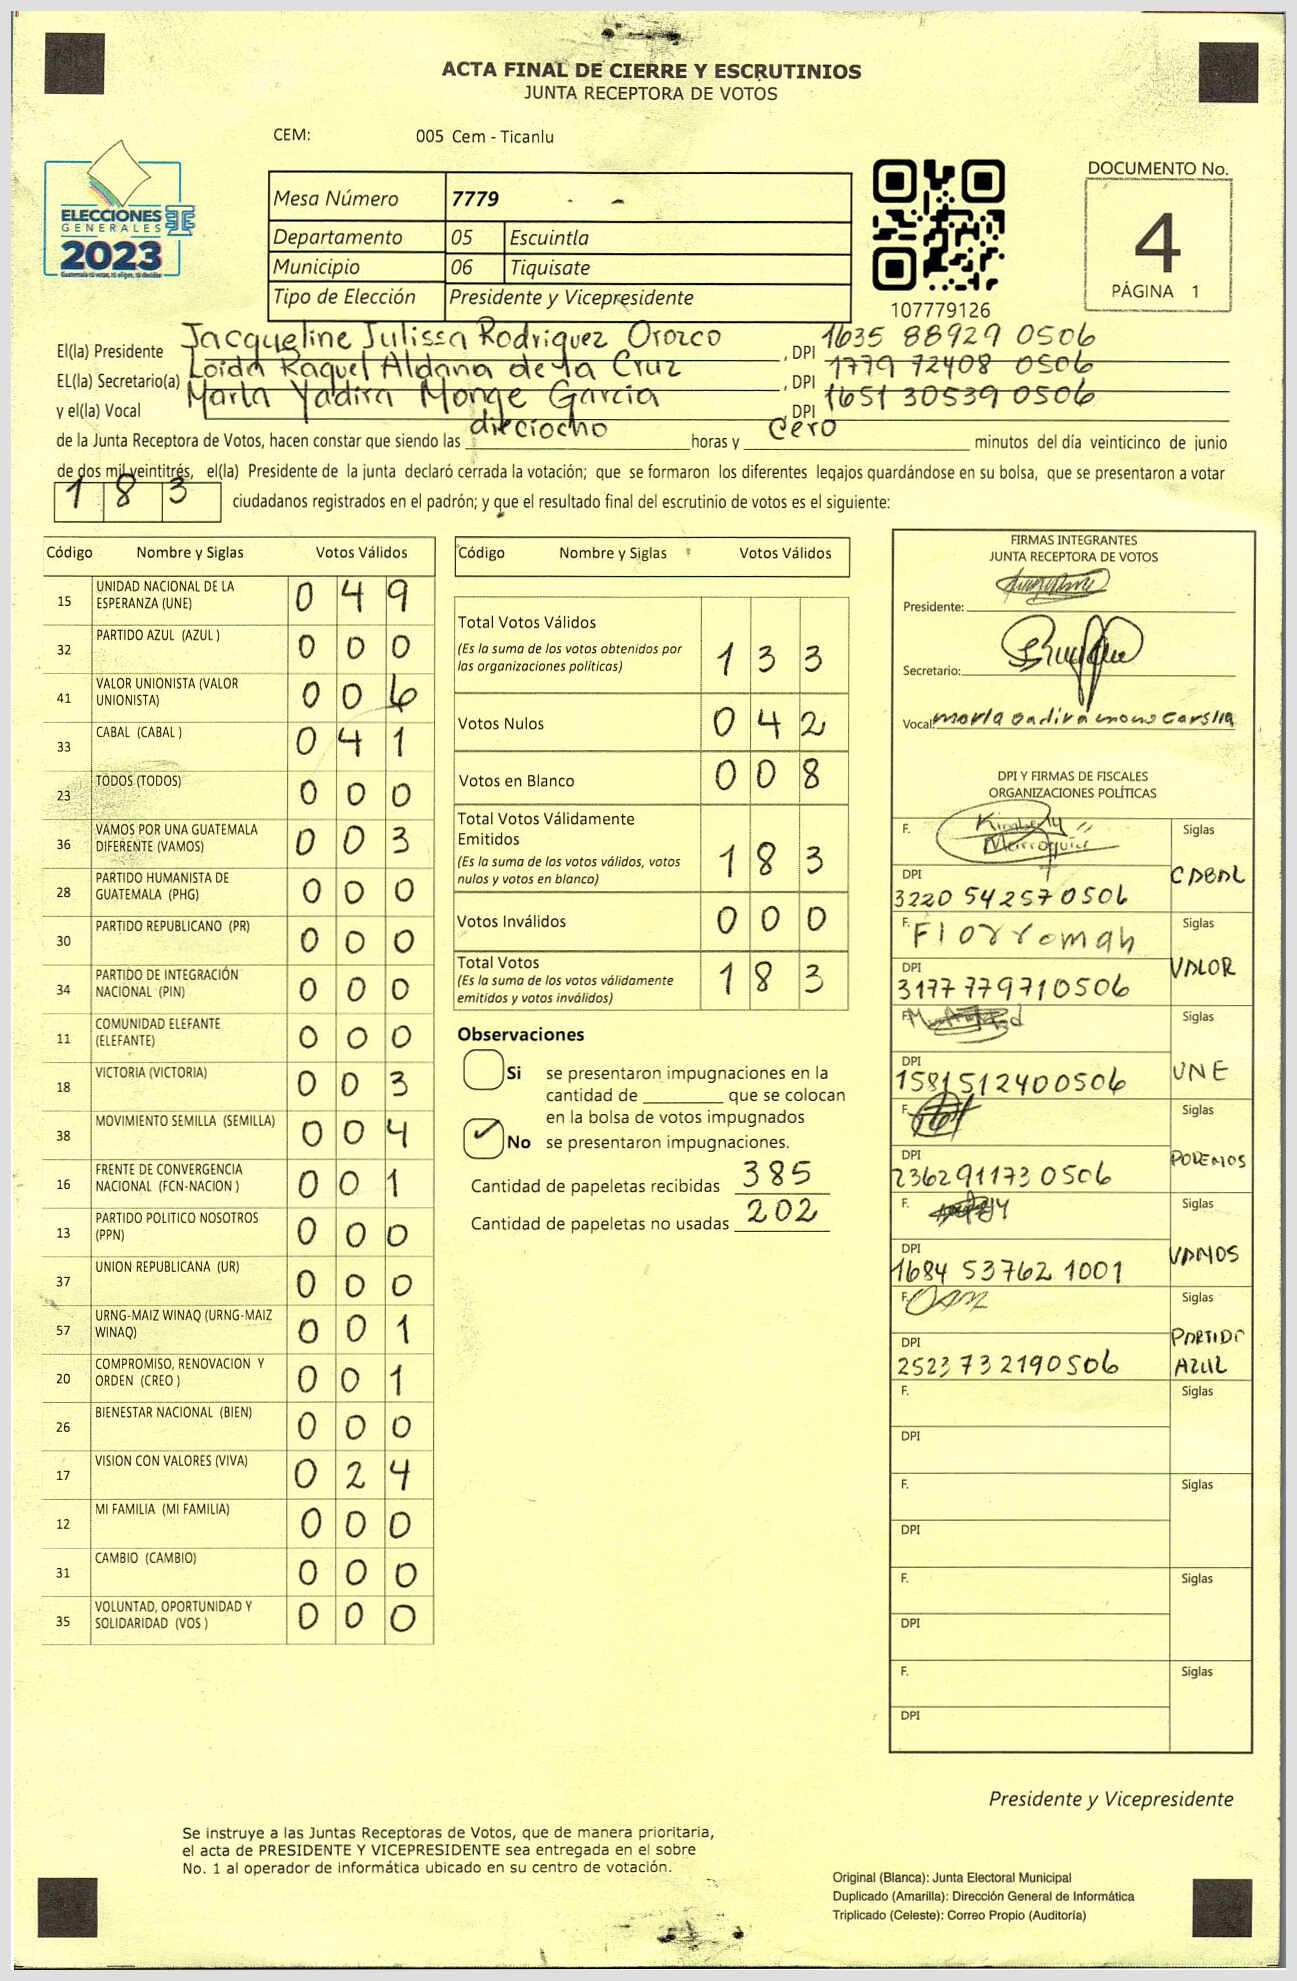 ACTA FINAL DE CIERRE Y ESCRUTINIOS
JUNTA RECEPTORA DE VOTOS
CEM: 005 Cem - Ticanlu
ELECCIONES
GENERALES
2023
Mesa Número 7779
Departamento 05 Escuintla
Municipio 06 Tiquisate
Tipo de Elección Presidente y Vicepresidente
107779126
DOCUMENTO No.
4
PÁGINA 1
El(la) Presidente Jacqueline Julissa Rodriguez Orozco , DPI 1635 88929 0506
EL(la) Secretario(a) Loida Raquel Aldana de la Cruz , DPI 1779 72408 0506
y el(la) Vocal Marta Yadira Monge Garcia DPI 1651 30539 0506
de la Junta Receptora de Votos, hacen constar que siendo las dieciocho horas y cero minutos del día veinticinco de junio
de dos mil veintitrés, el(la) Presidente de la junta declaró cerrada la votación; que se formaron los diferentes legajos quardándose en su bolsa, que se presentaron a votar
183 ciudadanos registrados en el padrón; y que el resultado final del escrutinio de votos es el siguiente:
Código Nombre y Siglas Votos Válidos
15 UNIDAD NACIONAL DE LA ESPERANZA (UNE) 0 4 9
32 PARTIDO AZUL (AZUL ) 0 0 0
41 VALOR UNIONISTA (VALOR UNIONISTA) 0 0 6
33 CABAL (CABAL ) 0 4 1
23 TODOS (TODOS) 0 0 0
36 VAMOS POR UNA GUATEMALA DIFERENTE (VAMOS) 0 0 3
28 PARTIDO HUMANISTA DE GUATEMALA (PHG) 0 0 0
30 PARTIDO REPUBLICANO (PR) 0 0 0
34 PARTIDO DE INTEGRACIÓN NACIONAL (PIN) 0 0 0
11 COMUNIDAD ELEFANTE (ELEFANTE) 0 0 0
18 VICTORIA (VICTORIA) 0 0 3
38 MOVIMIENTO SEMILLA (SEMILLA) 0 0 4
16 FRENTE DE CONVERGENCIA NACIONAL (FCN-NACION ) 0 0 1
13 PARTIDO POLITICO NOSOTROS (PPN) 0 0 0
37 UNION REPUBLICANA (UR) 0 0 0
57 URNG-MAIZ WINAQ (URNG-MAIZ WINAQ) 0 0 1
20 COMPROMISO, RENOVACION Y ORDEN (CREO ) 0 0 1
26 BIENESTAR NACIONAL (BIEN) 0 0 0
17 VISION CON VALORES (VIVA) 0 2 4
12 MI FAMILIA (MI FAMILIA) 0 0 0
31 CAMBIO (CAMBIO) 0 0 0
35 VOLUNTAD, OPORTUNIDAD Y SOLIDARIDAD (VOS ) 0 0 0
Código Nombre y Siglas Votos Válidos
Total Votos Válidos
(Es la suma de los votos obtenidos por
las organizaciones políticas) 1 3 3
Votos Nulos 0 4 2
Votos en Blanco 0 0 8
Total Votos Válidamente
Emitidos
(Es la suma de los votos válidos, votos
nulos y votos en blanco) 1 8 3
Votos Inválidos 0 0 0
Total Votos
(Es la suma de los votos válidamente
emitidos y votos inválidos) 1 8 3
Observaciones
Si se presentaron impugnaciones en la
cantidad de ________ que se colocan
en la bolsa de votos impugnados
No se presentaron impugnaciones.
Cantidad de papeletas recibidas 385
Cantidad de papeletas no usadas 202
FIRMAS INTEGRANTES
JUNTA RECEPTORA DE VOTOS
Presidente:
Secretario:
Vocal:
DPI Y FIRMAS DE FISCALES
ORGANIZACIONES POLÍTICAS
F. Kimberly Marroquin Siglas
DPI 3220 54257 0506 CABAL
F. Flor roman Siglas
DPI 3177 77971 0506 VALOR
F. Siglas
DPI 1581512400506 UNE
F. Siglas
DPI 2362911730506 PODEMOS
F. Siglas
DPI 1684 53762 1001 VAMOS
F. Siglas
DPI 2523 73219 0506 PARTIDO AZUL
F. Siglas
DPI
F. Siglas
DPI
F. Siglas
DPI
F. Siglas
DPI
Presidente y Vicepresidente
Se instruye a las Juntas Receptoras de Votos, que de manera prioritaria,
el acta de PRESIDENTE Y VICEPRESIDENTE sea entregada en el sobre
No. 1 al operador de informática ubicado en su centro de votación.
Original (Blanca): Junta Electoral Municipal
Duplicado (Amarilla): Dirección General de Informática
Triplicado (Celeste): Correo Propio (Auditoría)